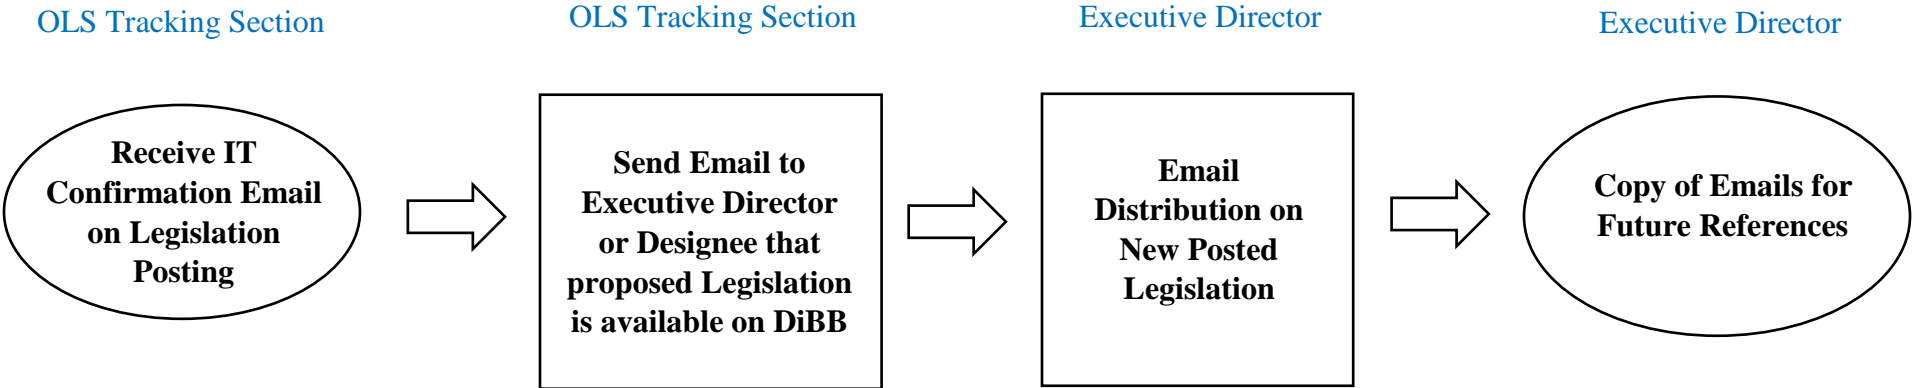 OLS Tracking Section
OLS Tracking Section
Executive Director
Executive Director
Receive IT
Confirmation Email
on Legislation
Posting
Send Email to
Executive Director
or Designee that
proposed Legislation
is available on DiBB
Email
Distribution on
New Posted
Legislation
Copy of Emails for
Future References